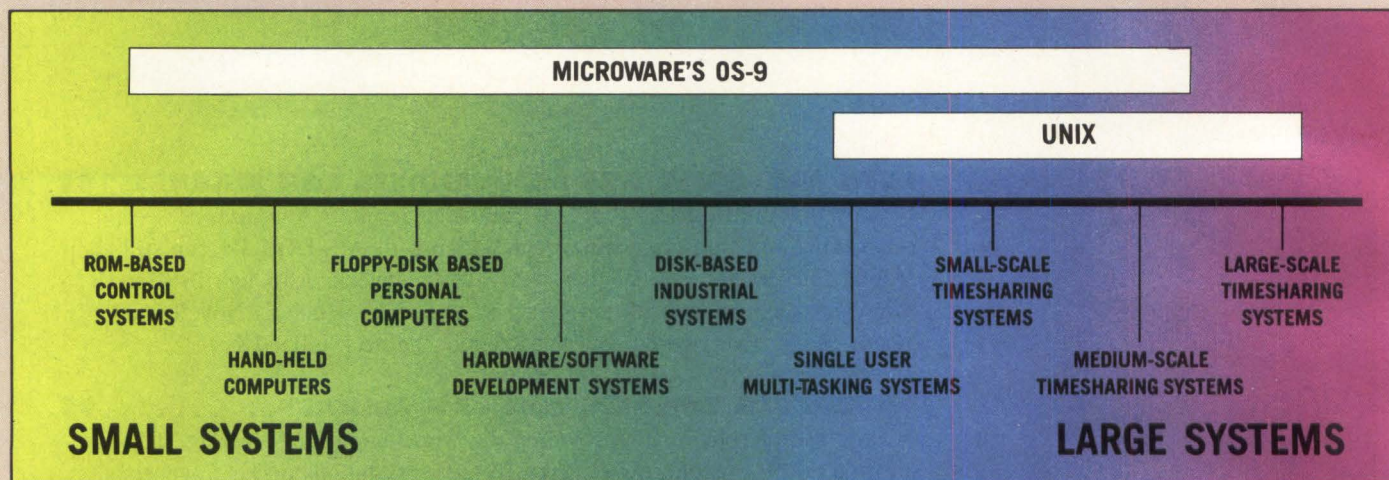 MICROWARE'S OS-9
UNIX
ROM-BASED
CONTROL
SYSTEMS
HAND-HELD
COMPUTERS
FLOPPY-DISK BASED
PERSONAL
COMPUTERS
HARDWARE/SOFTWARE
DEVELOPMENT SYSTEMS
DISK-BASED
INDUSTRIAL
SYSTEMS
SINGLE USER
MULTI-TASKING SYSTEMS
SMALL-SCALE
TIMESHARING
SYSTEMS
MEDIUM-SCALE
TIMESHARING SYSTEMS
LARGE-SCALE
TIMESHARING
SYSTEMS
SMALL SYSTEMS
LARGE SYSTEMS